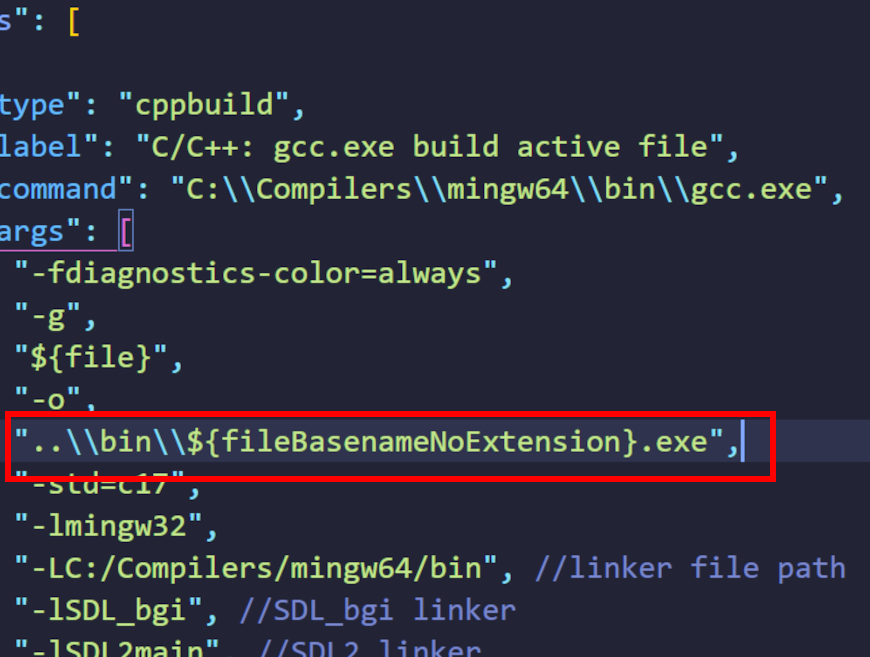 s": [
type": "cppbuild",
label": "C/C++: gcc.exe build active file",
command": "C:\\Compilers\\mingw64\\bin\\gcc.exe",
args": [
"-fdiagnostics-color=always",
"-g",
"${file}",
"-o",
"..\\bin\\${fileBasenameNoExtension}.exe",
"-std=c17",
"-lmingw32",
"-LC:/Compilers/mingw64/bin", //linker file path
"-lSDL_bgi", //SDL_bgi linker
"-lSDL2main", //SDL2 linker